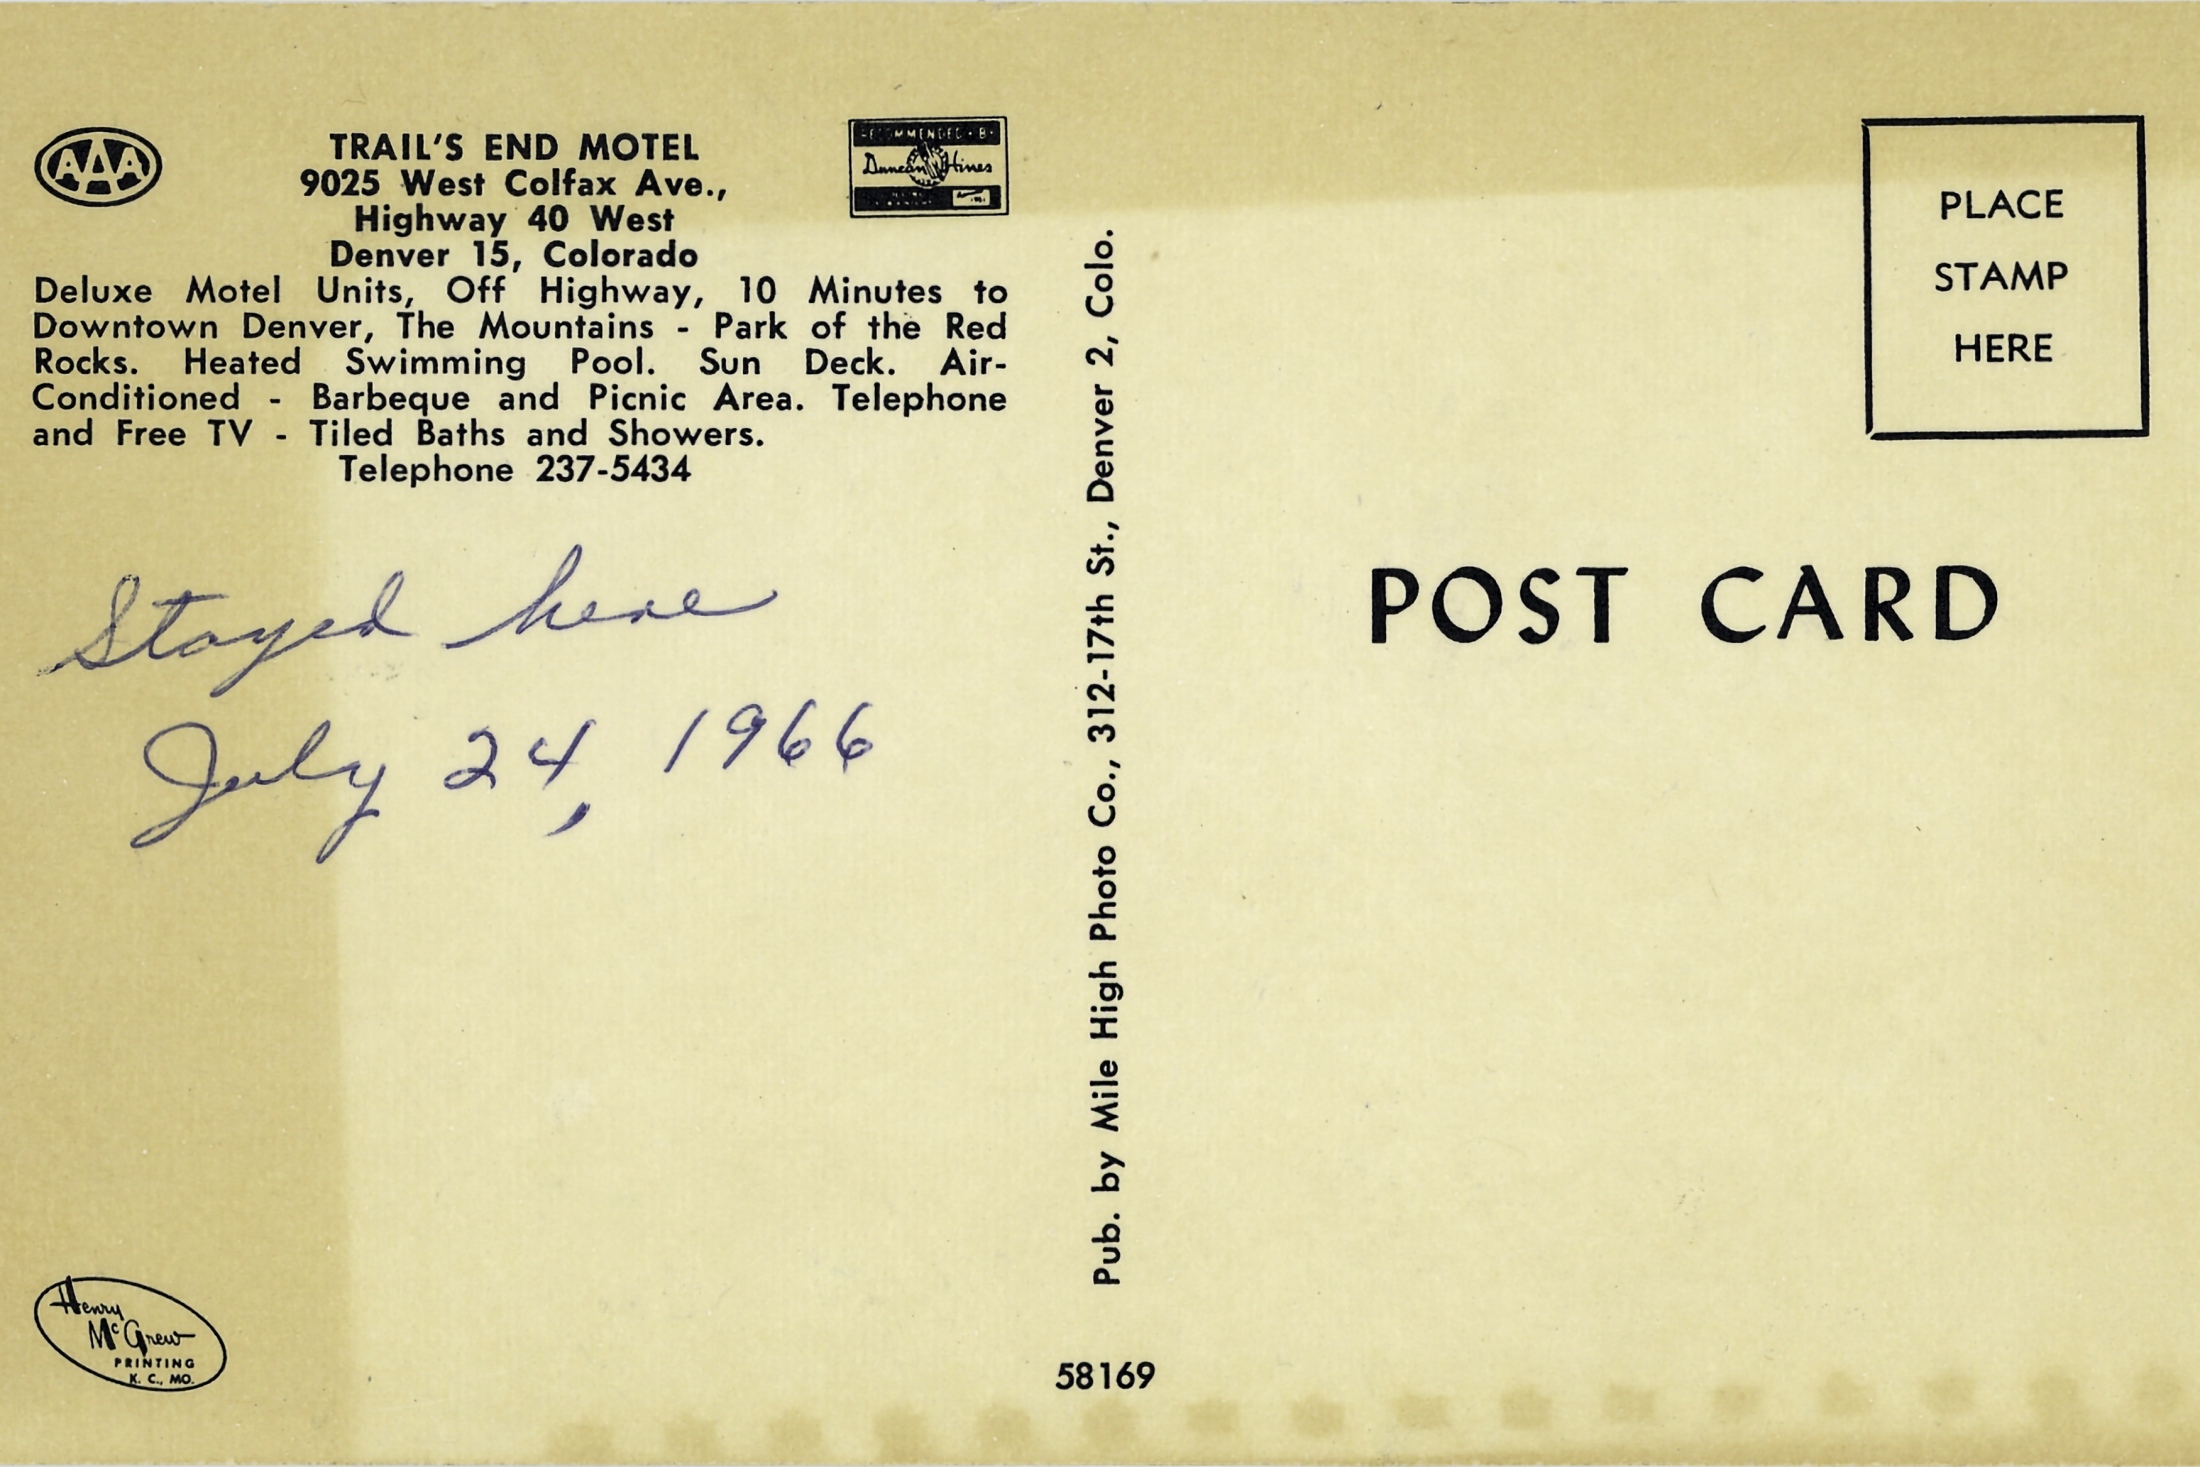 AAA
TRAIL'S END MOTEL
9025 West Colfax Ave.,
Highway 40 West
Denver 15, Colorado
Duncan Hines
Deluxe Motel Units, Off Highway, 10 Minutes to
Downtown Denver, The Mountains - Park of the Red
Rocks. Heated Swimming Pool. Sun Deck. Air-
Conditioned - Barbeque and Picnic Area. Telephone
and Free TV - Tiled Baths and Showers.
Telephone 237-5434
Stayed here
July 24, 1966
Henry
McGrew
PRINTING
K. C., MO.
Pub. by Mile High Photo Co., 312-17th St., Denver 2, Colo.
58169
PLACE
STAMP
HERE
POST CARD